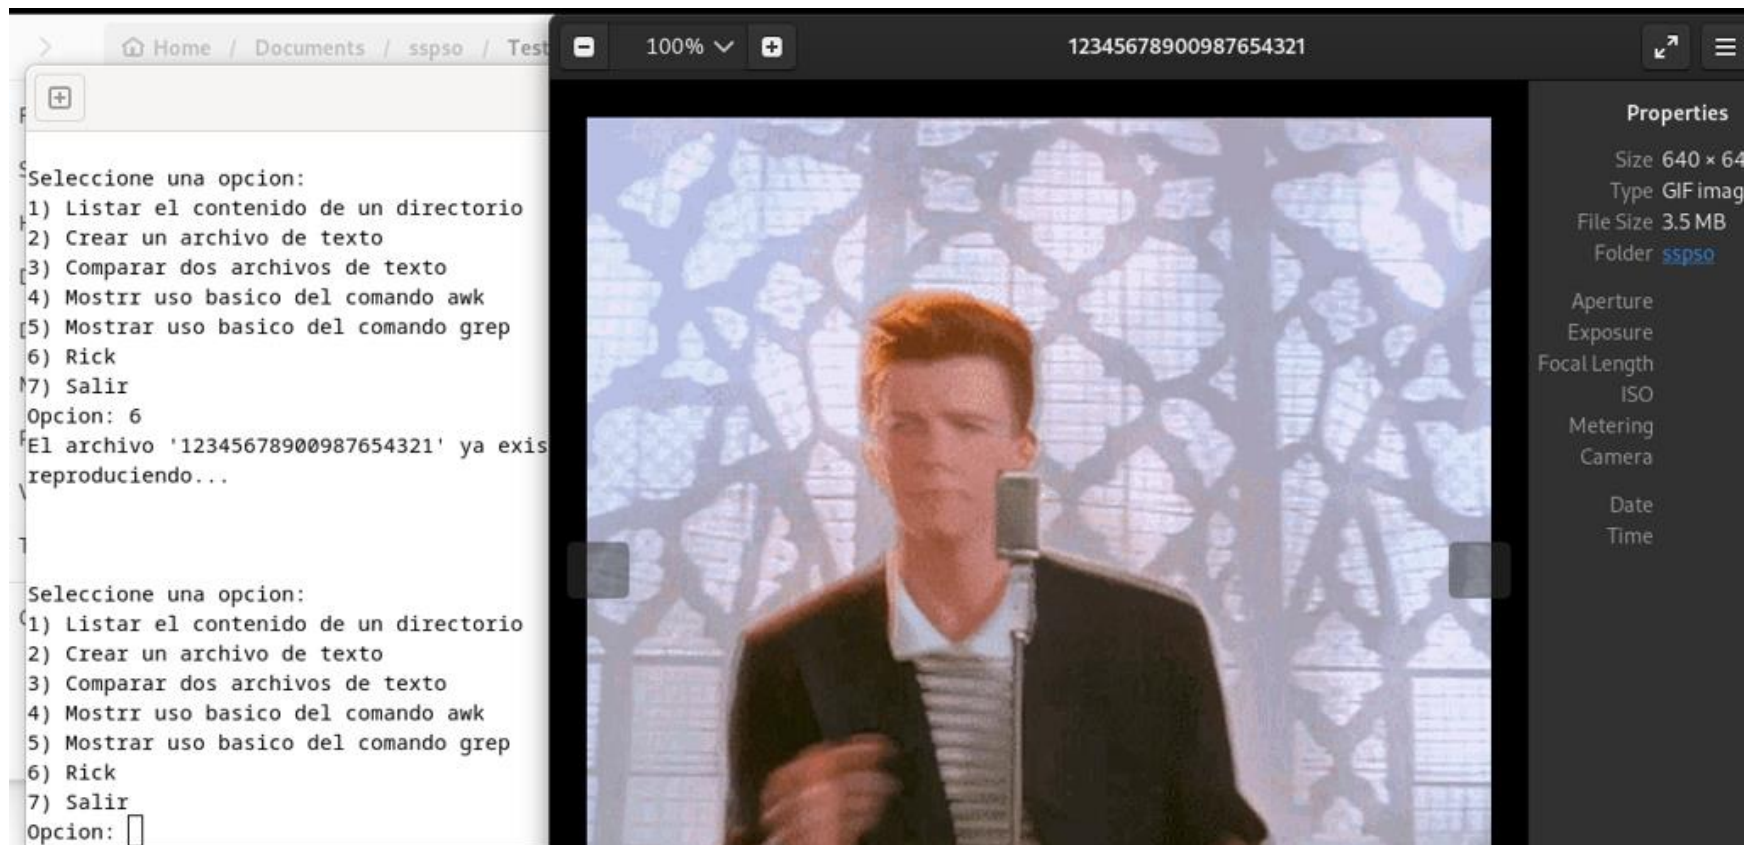 Home / Documents / sspso / Test
Seleccione una opcion:
1) Listar el contenido de un directorio
2) Crear un archivo de texto
3) Comparar dos archivos de texto
4) Mostrr uso basico del comando awk
5) Mostrar uso basico del comando grep
6) Rick
7) Salir
Opcion: 6
El archivo '12345678900987654321' ya exis
reproduciendo...
Seleccione una opcion:
1) Listar el contenido de un directorio
2) Crear un archivo de texto
3) Comparar dos archivos de texto
4) Mostrr uso basico del comando awk
5) Mostrar uso basico del comando grep
6) Rick
7) Salir
Opcion:
100%
12345678900987654321
Properties
Size 640 × 64
Type GIF imag
File Size 3.5 MB
Folder sspso
Aperture
Exposure
Focal Length
ISO
Metering
Camera
Date
Time